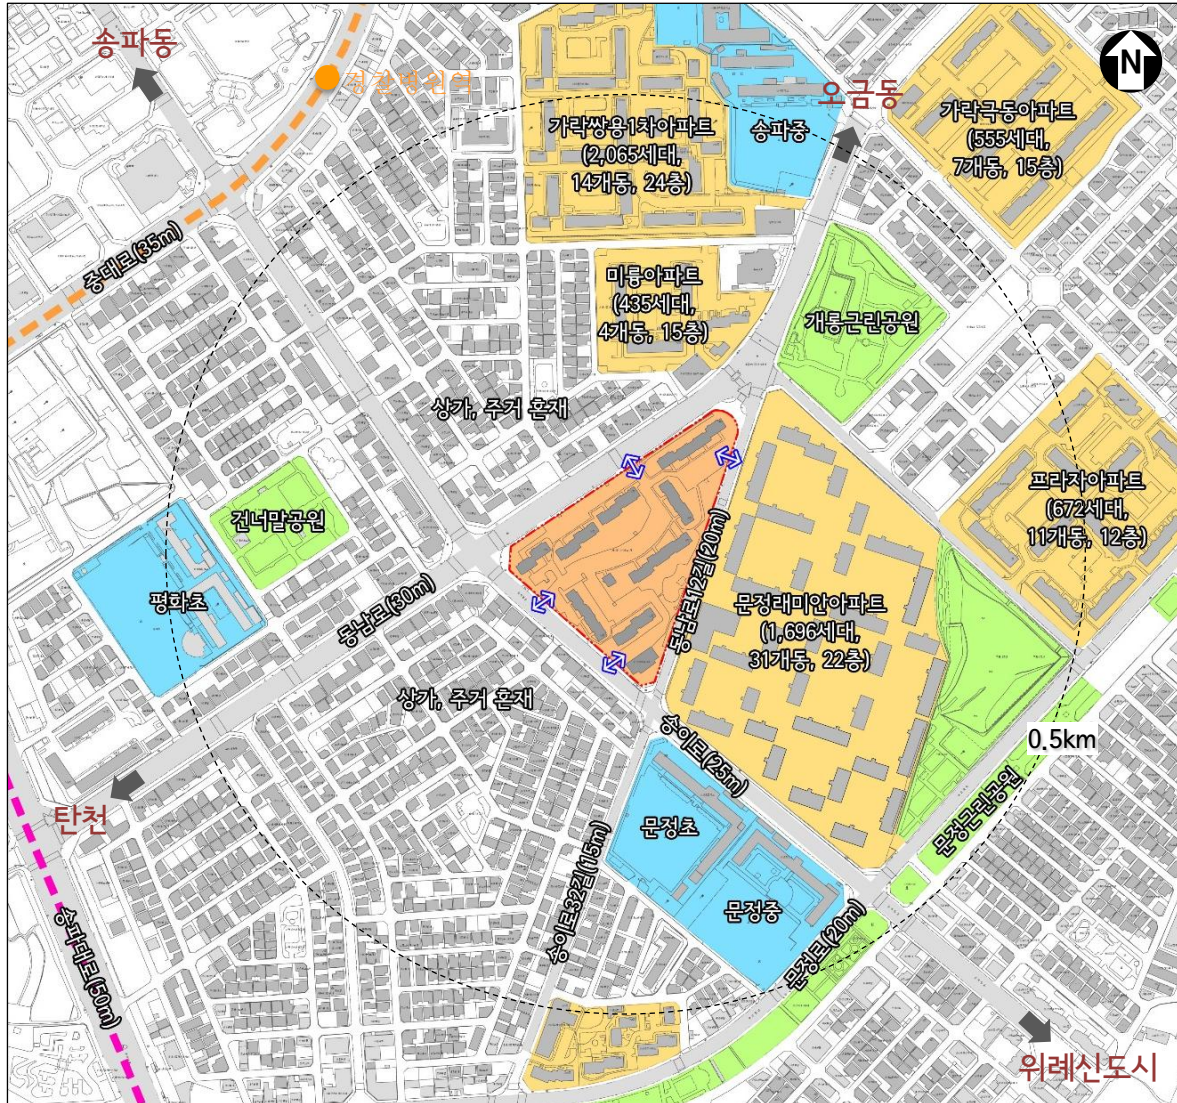 송파동
경찰병원역
오금동
N
가락쌍용1차아파트
(2,065세대,
14개동, 24층)
송파중
가락극동아파트
(555세대,
7개동, 15층)
중대로(35m)
미륭아파트
(435세대,
4개동, 15층)
개롱근린공원
상가, 주거 혼재
프라자아파트
(672세대,
11개동, 12층)
건너말공원
평화초
동남로(30m)
동남로12길(20m)
문정래미안아파트
(1,696세대,
31개동, 22층)
상가, 주거 혼재
송이로(25m)
0.5km
탄천
문정초
문정근린공원
송이로32길(15m)
문정중
송파대로(50m)
문정로(20m)
위례신도시